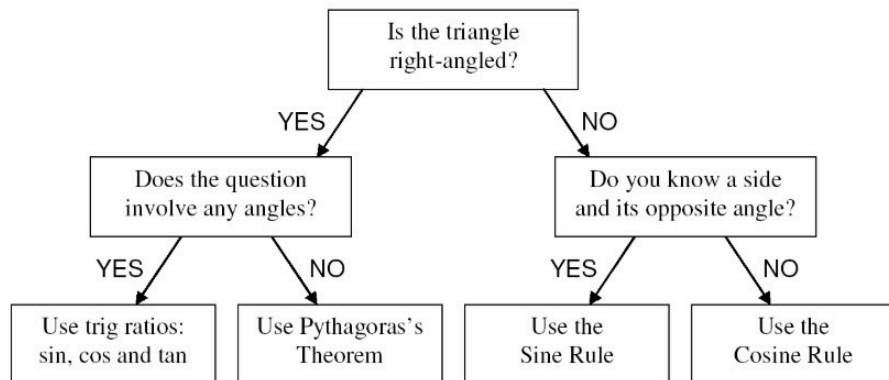 Is the triangle
right-angled?
YES
NO
Does the question
involve any angles?
Do you know a side
and its opposite angle?
YES
NO
YES
NO
Use trig ratios:
sin, cos and tan
Use Pythagoras's
Theorem
Use the
Sine Rule
Use the
Cosine Rule